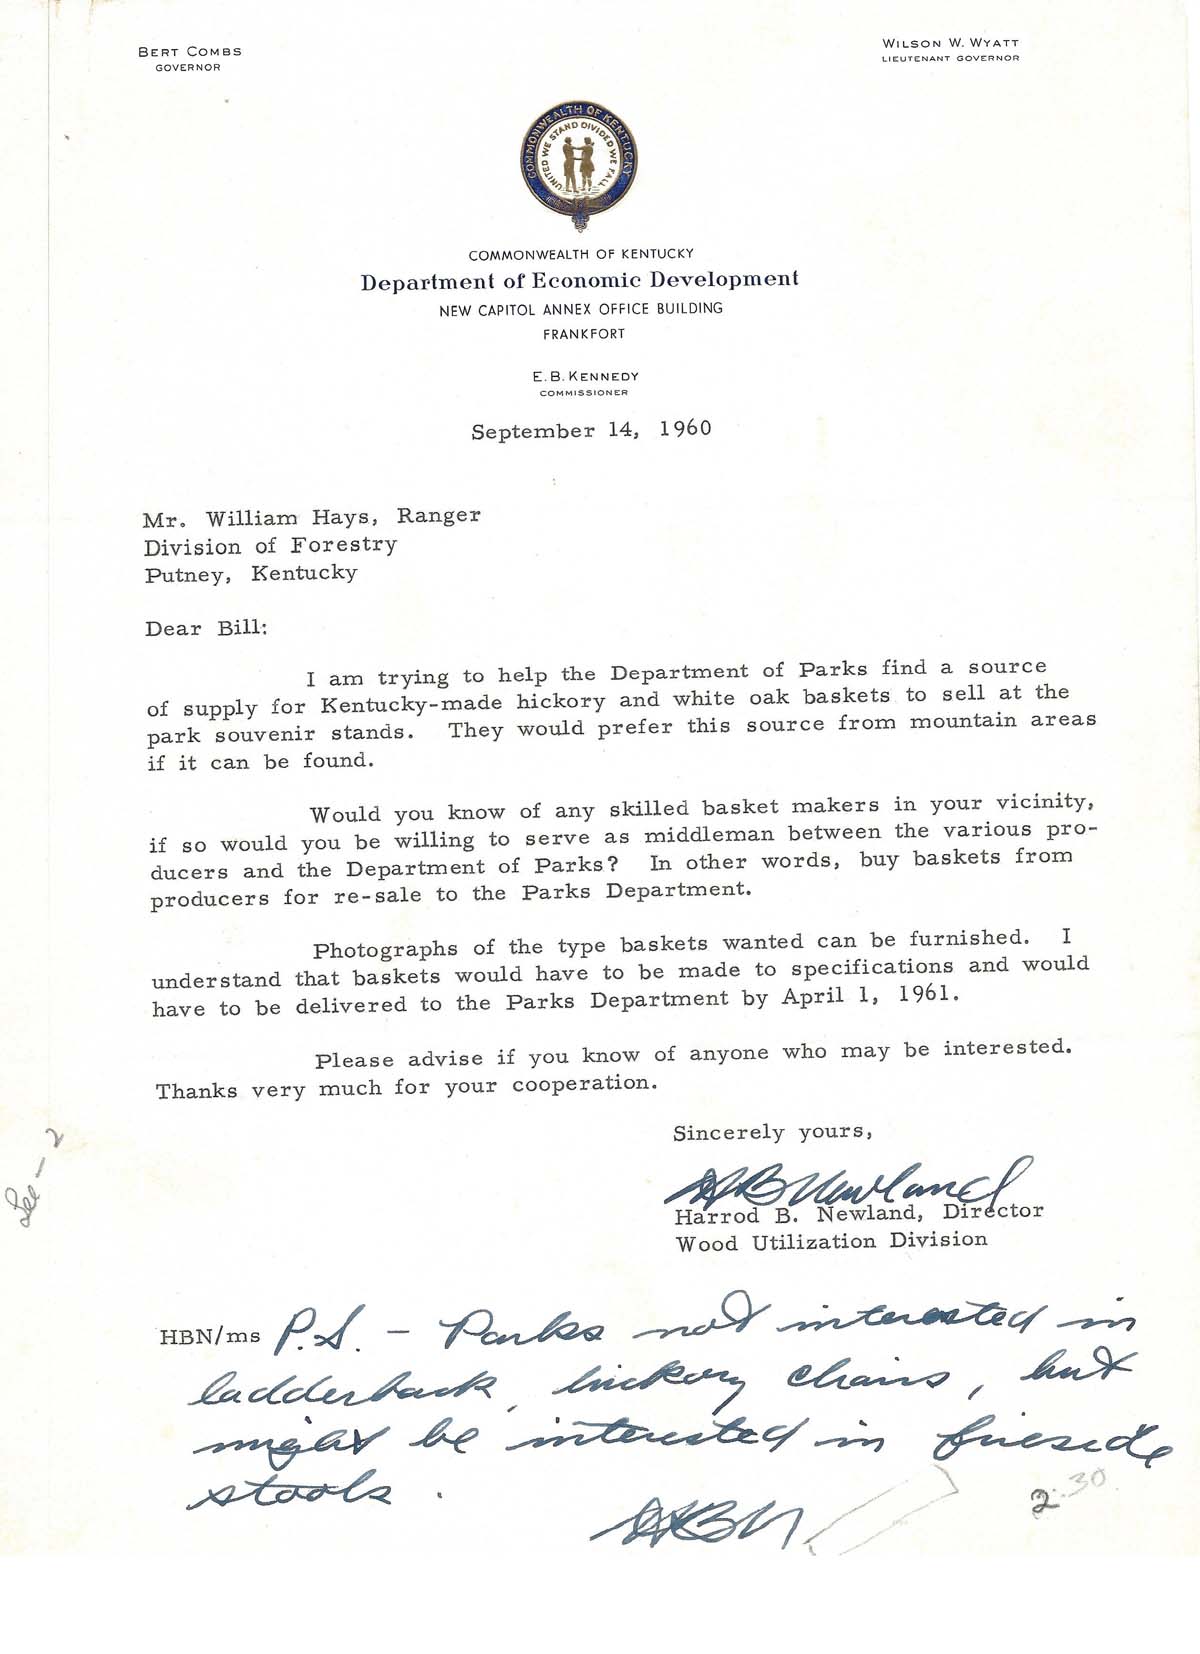 BERT COMBS
GOVERNOR
WILSON W. WYATT
LIEUTENANT GOVERNOR
COMMONWEALTH OF KENTUCKY
UNITED WE STAND DIVIDED WE FALL
COMMONWEALTH OF KENTUCKY
Department of Economic Development
NEW CAPITOL ANNEX OFFICE BUILDING
FRANKFORT
E. B. KENNEDY
COMMISSIONER
September 14, 1960
Mr. William Hays, Ranger
Division of Forestry
Putney, Kentucky
Dear Bill:
I am trying to help the Department of Parks find a source
of supply for Kentucky-made hickory and white oak baskets to sell at the
park souvenir stands. They would prefer this source from mountain areas
if it can be found.
Would you know of any skilled basket makers in your vicinity,
if so would you be willing to serve as middleman between the various pro-
ducers and the Department of Parks? In other words, buy baskets from
producers for re-sale to the Parks Department.
Photographs of the type baskets wanted can be furnished. I
understand that baskets would have to be made to specifications and would
have to be delivered to the Parks Department by April 1, 1961.
Please advise if you know of anyone who may be interested.
Thanks very much for your cooperation.
Sincerely yours,
HB Newland
Harrod B. Newland, Director
Wood Utilization Division
See - 2
HBN/ms P.S. - Parks not interested in
ladderback, hickory chairs, but
might be interested in fireside
stools.
HBN
2.30